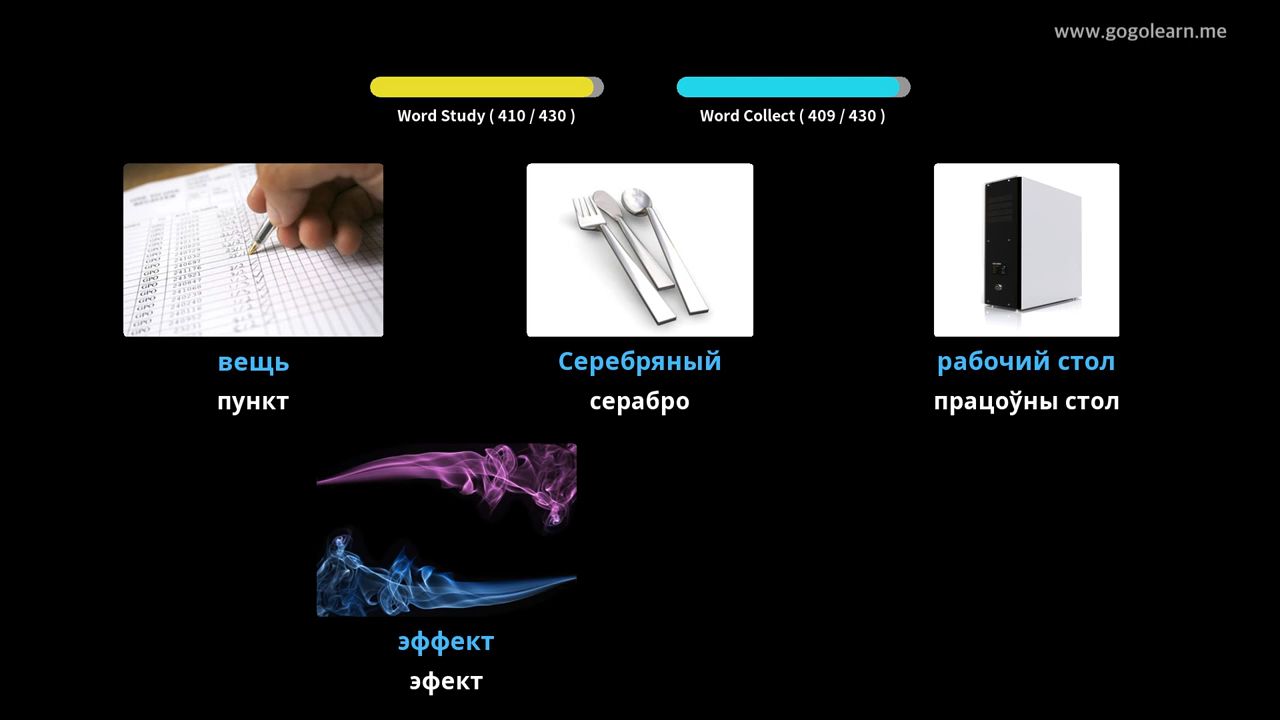 www.gogolearn.me
Word Study ( 410 / 430 )
Word Collect ( 409 / 430 )
вещь
пункт
Серебряный
серабро
рабочий стол
працоўны стол
эффект
эфект